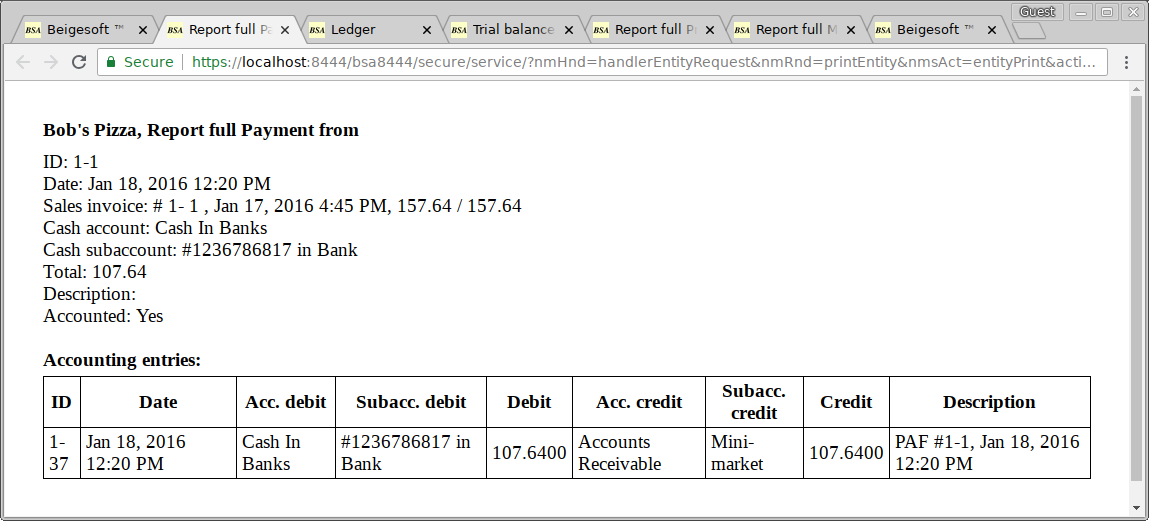 Guest
BSA Beigesoft ™
BSA Report full Pa
BSA Ledger
BSA Trial balance
BSA Report full P
BSA Report full M
BSA Beigesoft ™
Secure https://localhost:8444/bsa8444/secure/service/?nmHnd=handlerEntityRequest&nmRnd=printEntity&nmsAct=entityPrint&acti...
Bob's Pizza, Report full Payment from
ID: 1-1
Date: Jan 18, 2016 12:20 PM
Sales invoice: # 1- 1 , Jan 17, 2016 4:45 PM, 157.64 / 157.64
Cash account: Cash In Banks
Cash subaccount: #1236786817 in Bank
Total: 107.64
Description:
Accounted: Yes
Accounting entries:
ID Date Acc. debit Subacc. debit Debit Acc. credit Subacc. credit Credit Description
1-37 Jan 18, 2016 12:20 PM Cash In Banks #1236786817 in Bank 107.6400 Accounts Receivable Mini-market 107.6400 PAF #1-1, Jan 18, 2016 12:20 PM